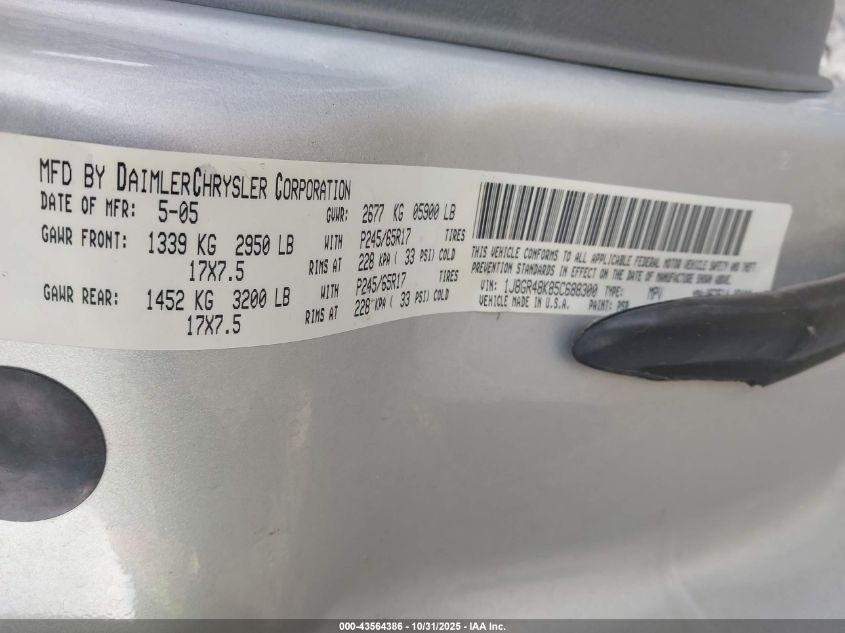 MFD BY DAIMLERCHRYSLER CORPORATION
DATE OF MFR: 5-05 GVWR: 2677 KG 05900 LB
GAWR FRONT: 1339 KG 2950 LB WITH P245/65R17 TIRES
17X7.5 RIMS AT 228 KPA ( 33 PSI) COLD
GAWR REAR: 1452 KG 3200 LB WITH P245/65R17 TIRES
17X7.5 RIMS AT 228 KPA ( 33 PSI) COLD
THIS VEHICLE CONFORMS TO ALL APPLICABLE FEDERAL MOTOR VEHICLE SAFETY AND THEFT
PREVENTION STANDARDS IN EFFECT ON THE DATE OF MANUFACTURE SHOWN ABOVE.
VIN: 1J8GR48K85C688300 TYPE: MPV
VEHICLE MADE IN U.S.A. PAINT:
000-43564386 - 10/31/2025 - IAA Inc.